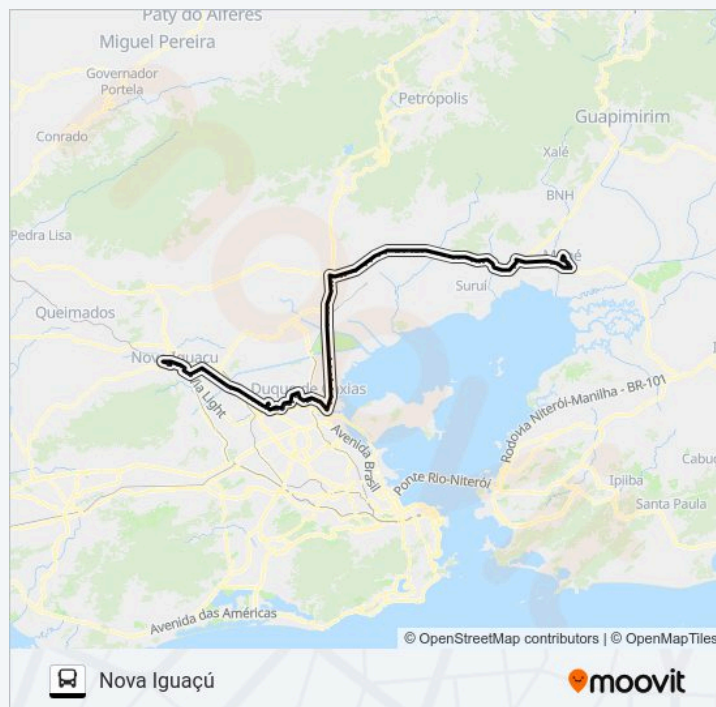 Paty do Alferes
Miguel Pereira
Governador
Portela
Petrópolis
Guapimirim
Conrado
Xalé
BNH
Pedra Lisa
Suruí
Queimados
Nova Iguaçu
Via Light
Duque de Caxias
Avenida Brasil
Rodovia Niterói-Manilha - BR-101
Ponte Rio-Niterói
Ipiíba
Santa Paula
Avenida das Américas
© OpenStreetMap contributors | © OpenMapTiles
Nova Iguaçú
moovit